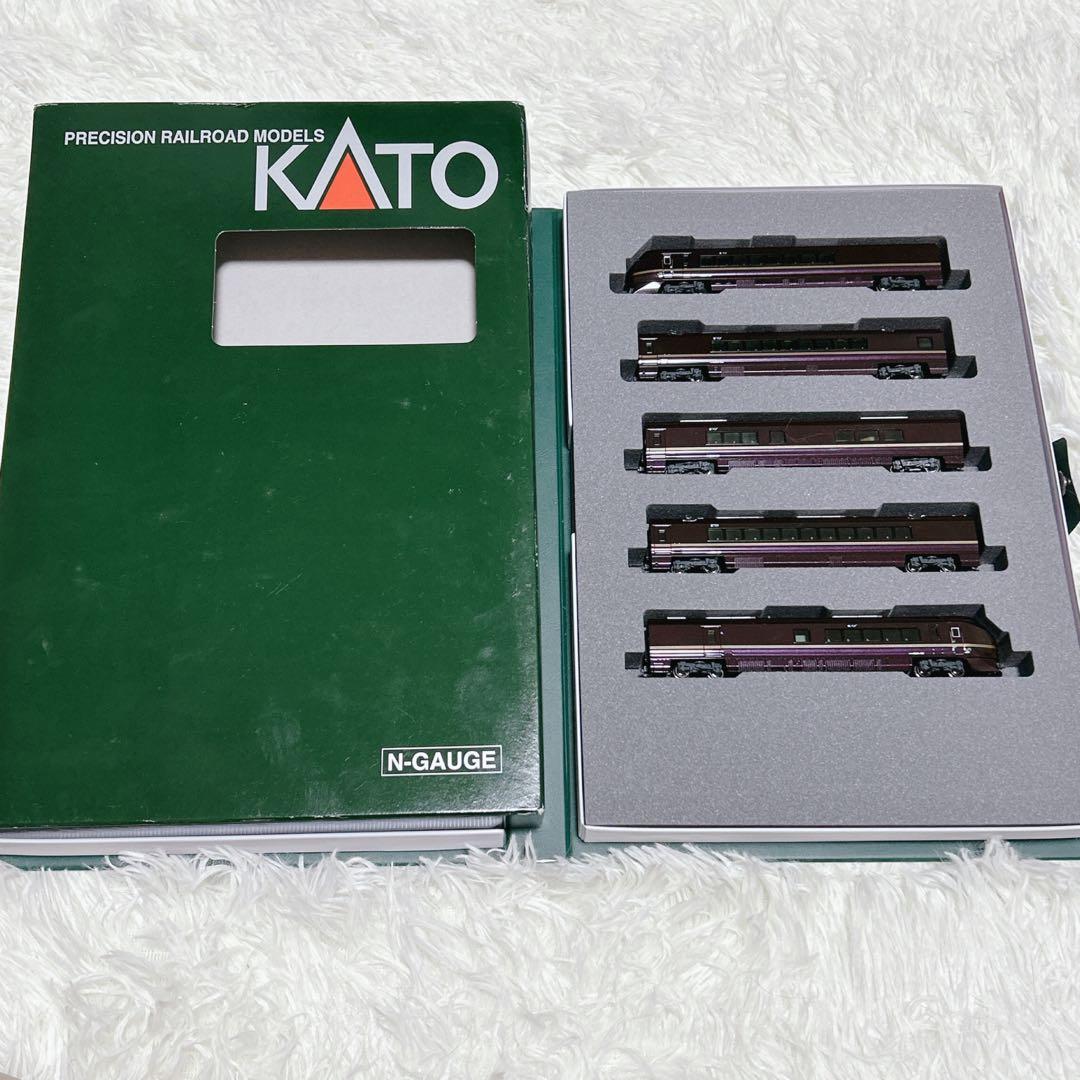 PRECISION RAILROAD MODELS
KATO
N-GAUGE